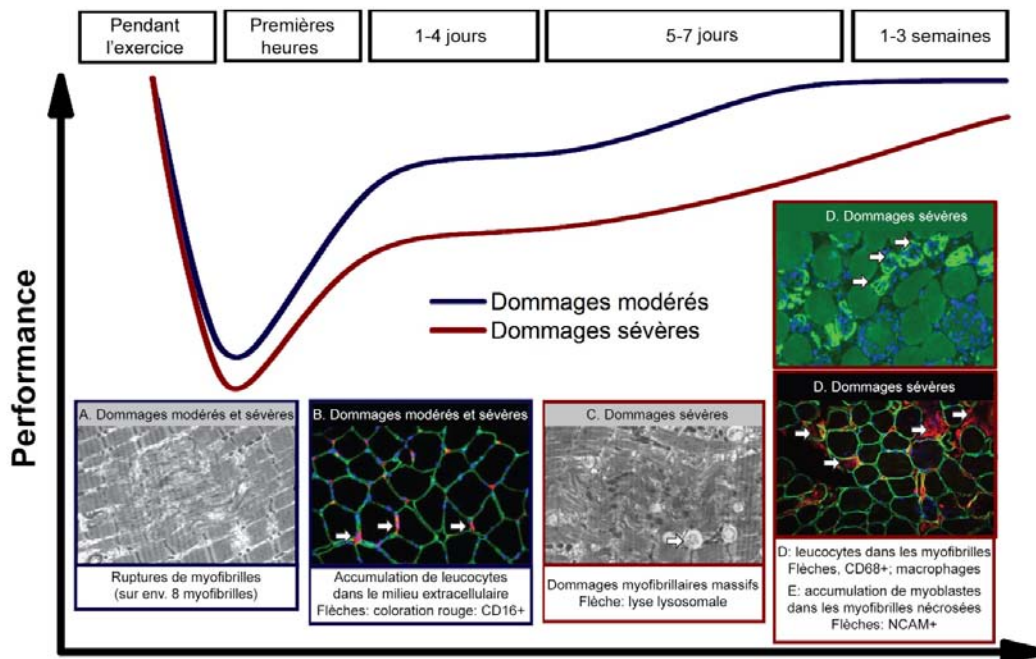 Pendant
l'exercice
Premières
heures
1-4 jours
5-7 jours
1-3 semaines
Performance
Dommages modérés
Dommages sévères
A. Dommages modérés et sévères
Ruptures de myofibrilles
(sur env. 8 myofibrilles)
B. Dommages modérés et sévères
Accumulation de leucocytes
dans le milieu extracellulaire
Flèches: coloration rouge: CD16+
C. Dommages sévères
Dommages myofibrillaires massifs
Flèche: lyse lysosomale
D. Dommages sévères
D. Dommages sévères
D: leucocytes dans les myofibrilles
Flèches, CD68+; macrophages
E: accumulation de myoblastes
dans les myofibrilles nécrosées
Flèches: NCAM+